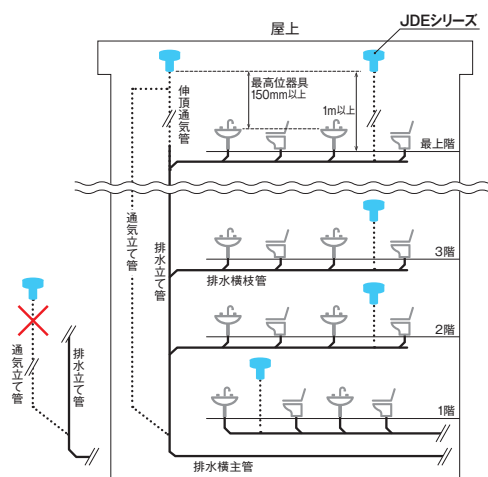 屋上
JDEシリーズ
最高位器具
150mm以上
1m以上
伸頂通気管
最上階
通気立て管
排水立て管
3階
排水横枝管
2階
通気立て管
排水立て管
1階
排水横主管